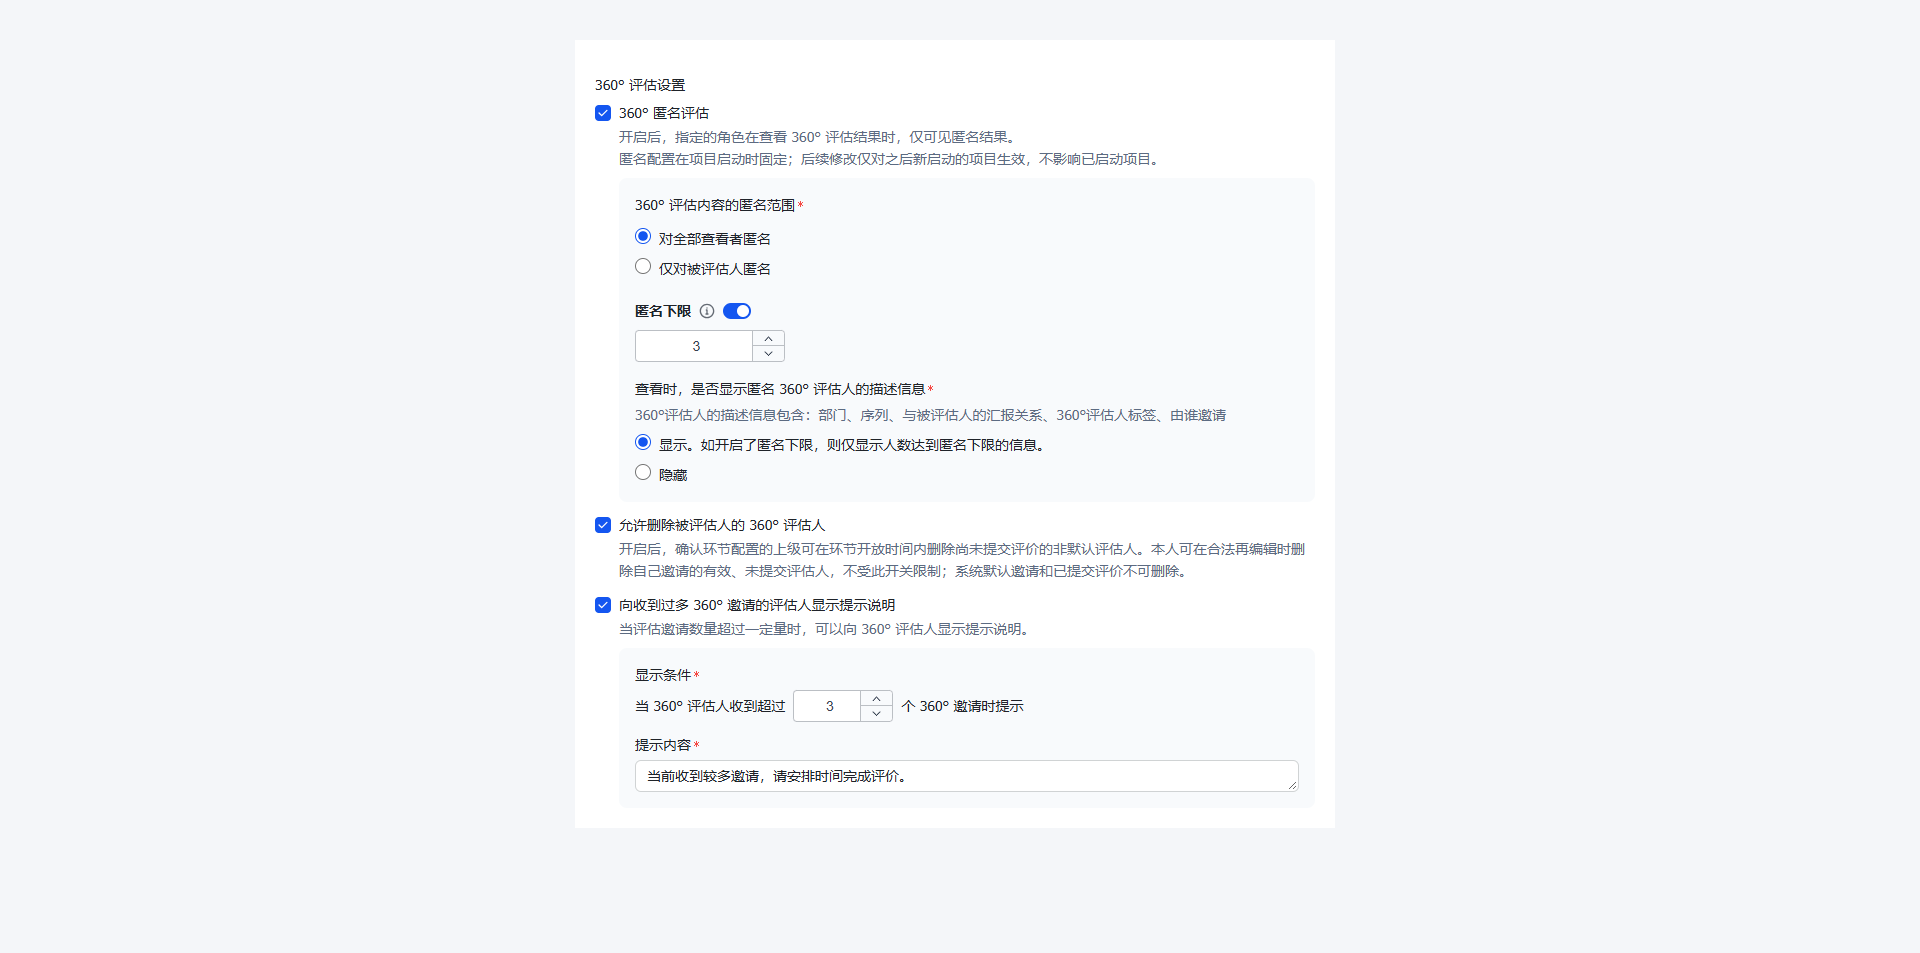 360° 评估设置
360° 匿名评估
开启后，指定的角色在查看 360° 评估结果时，仅可见匿名结果。
匿名配置在项目启动时固定；后续修改仅对之后新启动的项目生效，不影响已启动项目。
360° 评估内容的匿名范围*
对全部查看者匿名
仅对被评估人匿名
匿名下限
3
查看时，是否显示匿名 360° 评估人的描述信息*
360°评估人的描述信息包含：部门、序列、与被评估人的汇报关系、360°评估人标签、由谁邀请
显示。如开启了匿名下限，则仅显示人数达到匿名下限的信息。
隐藏
允许删除被评估人的 360° 评估人
开启后，确认环节配置的上级可在环节开放时间内删除尚未提交评价的非默认评估人。本人可在合法再编辑时删
除自己邀请的有效、未提交评估人，不受此开关限制；系统默认邀请和已提交评价不可删除。
向收到过多 360° 邀请的评估人显示提示说明
当评估邀请数量超过一定量时，可以向 360° 评估人显示提示说明。
显示条件*
当 360° 评估人收到超过 3 个 360° 邀请时提示
提示内容*
当前收到较多邀请，请安排时间完成评价。